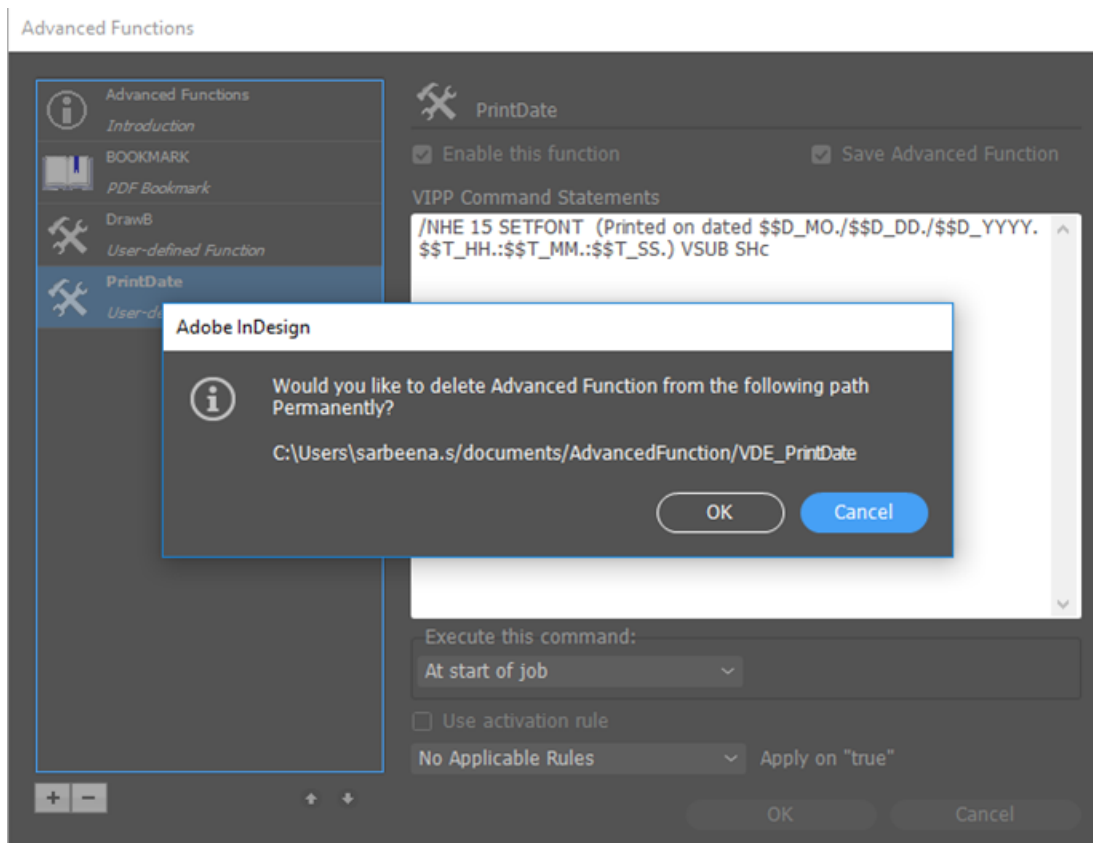 Advanced Functions
Advanced Functions
Introduction
BOOKMARK
PDF Bookmark
DrawB
User-defined Function
PrintDate
User-de
PrintDate
Enable this function
Save Advanced Function
VIPP Command Statements
/NHE 15 SETFONT (Printed on dated $$D_MO./$$D_DD./$$D_YYYY.
$$T_HH.:$$T_MM.:$$T_SS.) VSUB SHc
Adobe InDesign
Would you like to delete Advanced Function from the following path
Permanently?
C:\Users\sarbeena.s/documents/AdvancedFunction/VDE_PrintDate
OK
Cancel
Execute this command:
At start of job
Use activation rule
No Applicable Rules
Apply on "true"
OK
Cancel